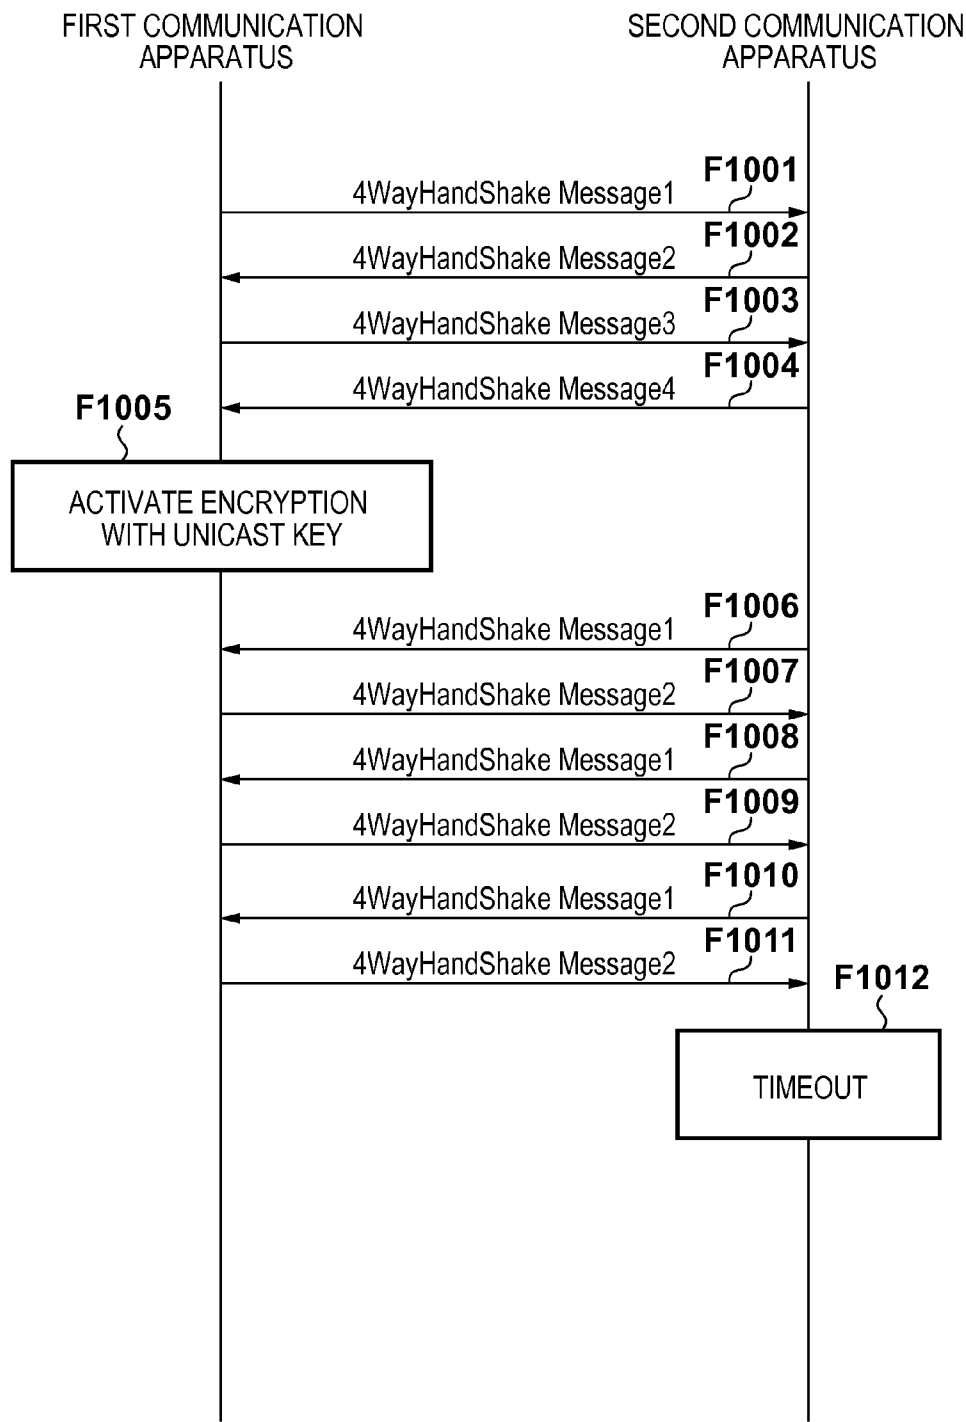 FIRST COMMUNICATION
APPARATUS
SECOND COMMUNICATION
APPARATUS
F1001
4WayHandShake Message1
F1002
4WayHandShake Message2
F1003
4WayHandShake Message3
F1004
4WayHandShake Message4
F1005
ACTIVATE ENCRYPTION
WITH UNICAST KEY
F1006
4WayHandShake Message1
F1007
4WayHandShake Message2
F1008
4WayHandShake Message1
F1009
4WayHandShake Message2
F1010
4WayHandShake Message1
F1011
4WayHandShake Message2
F1012
TIMEOUT